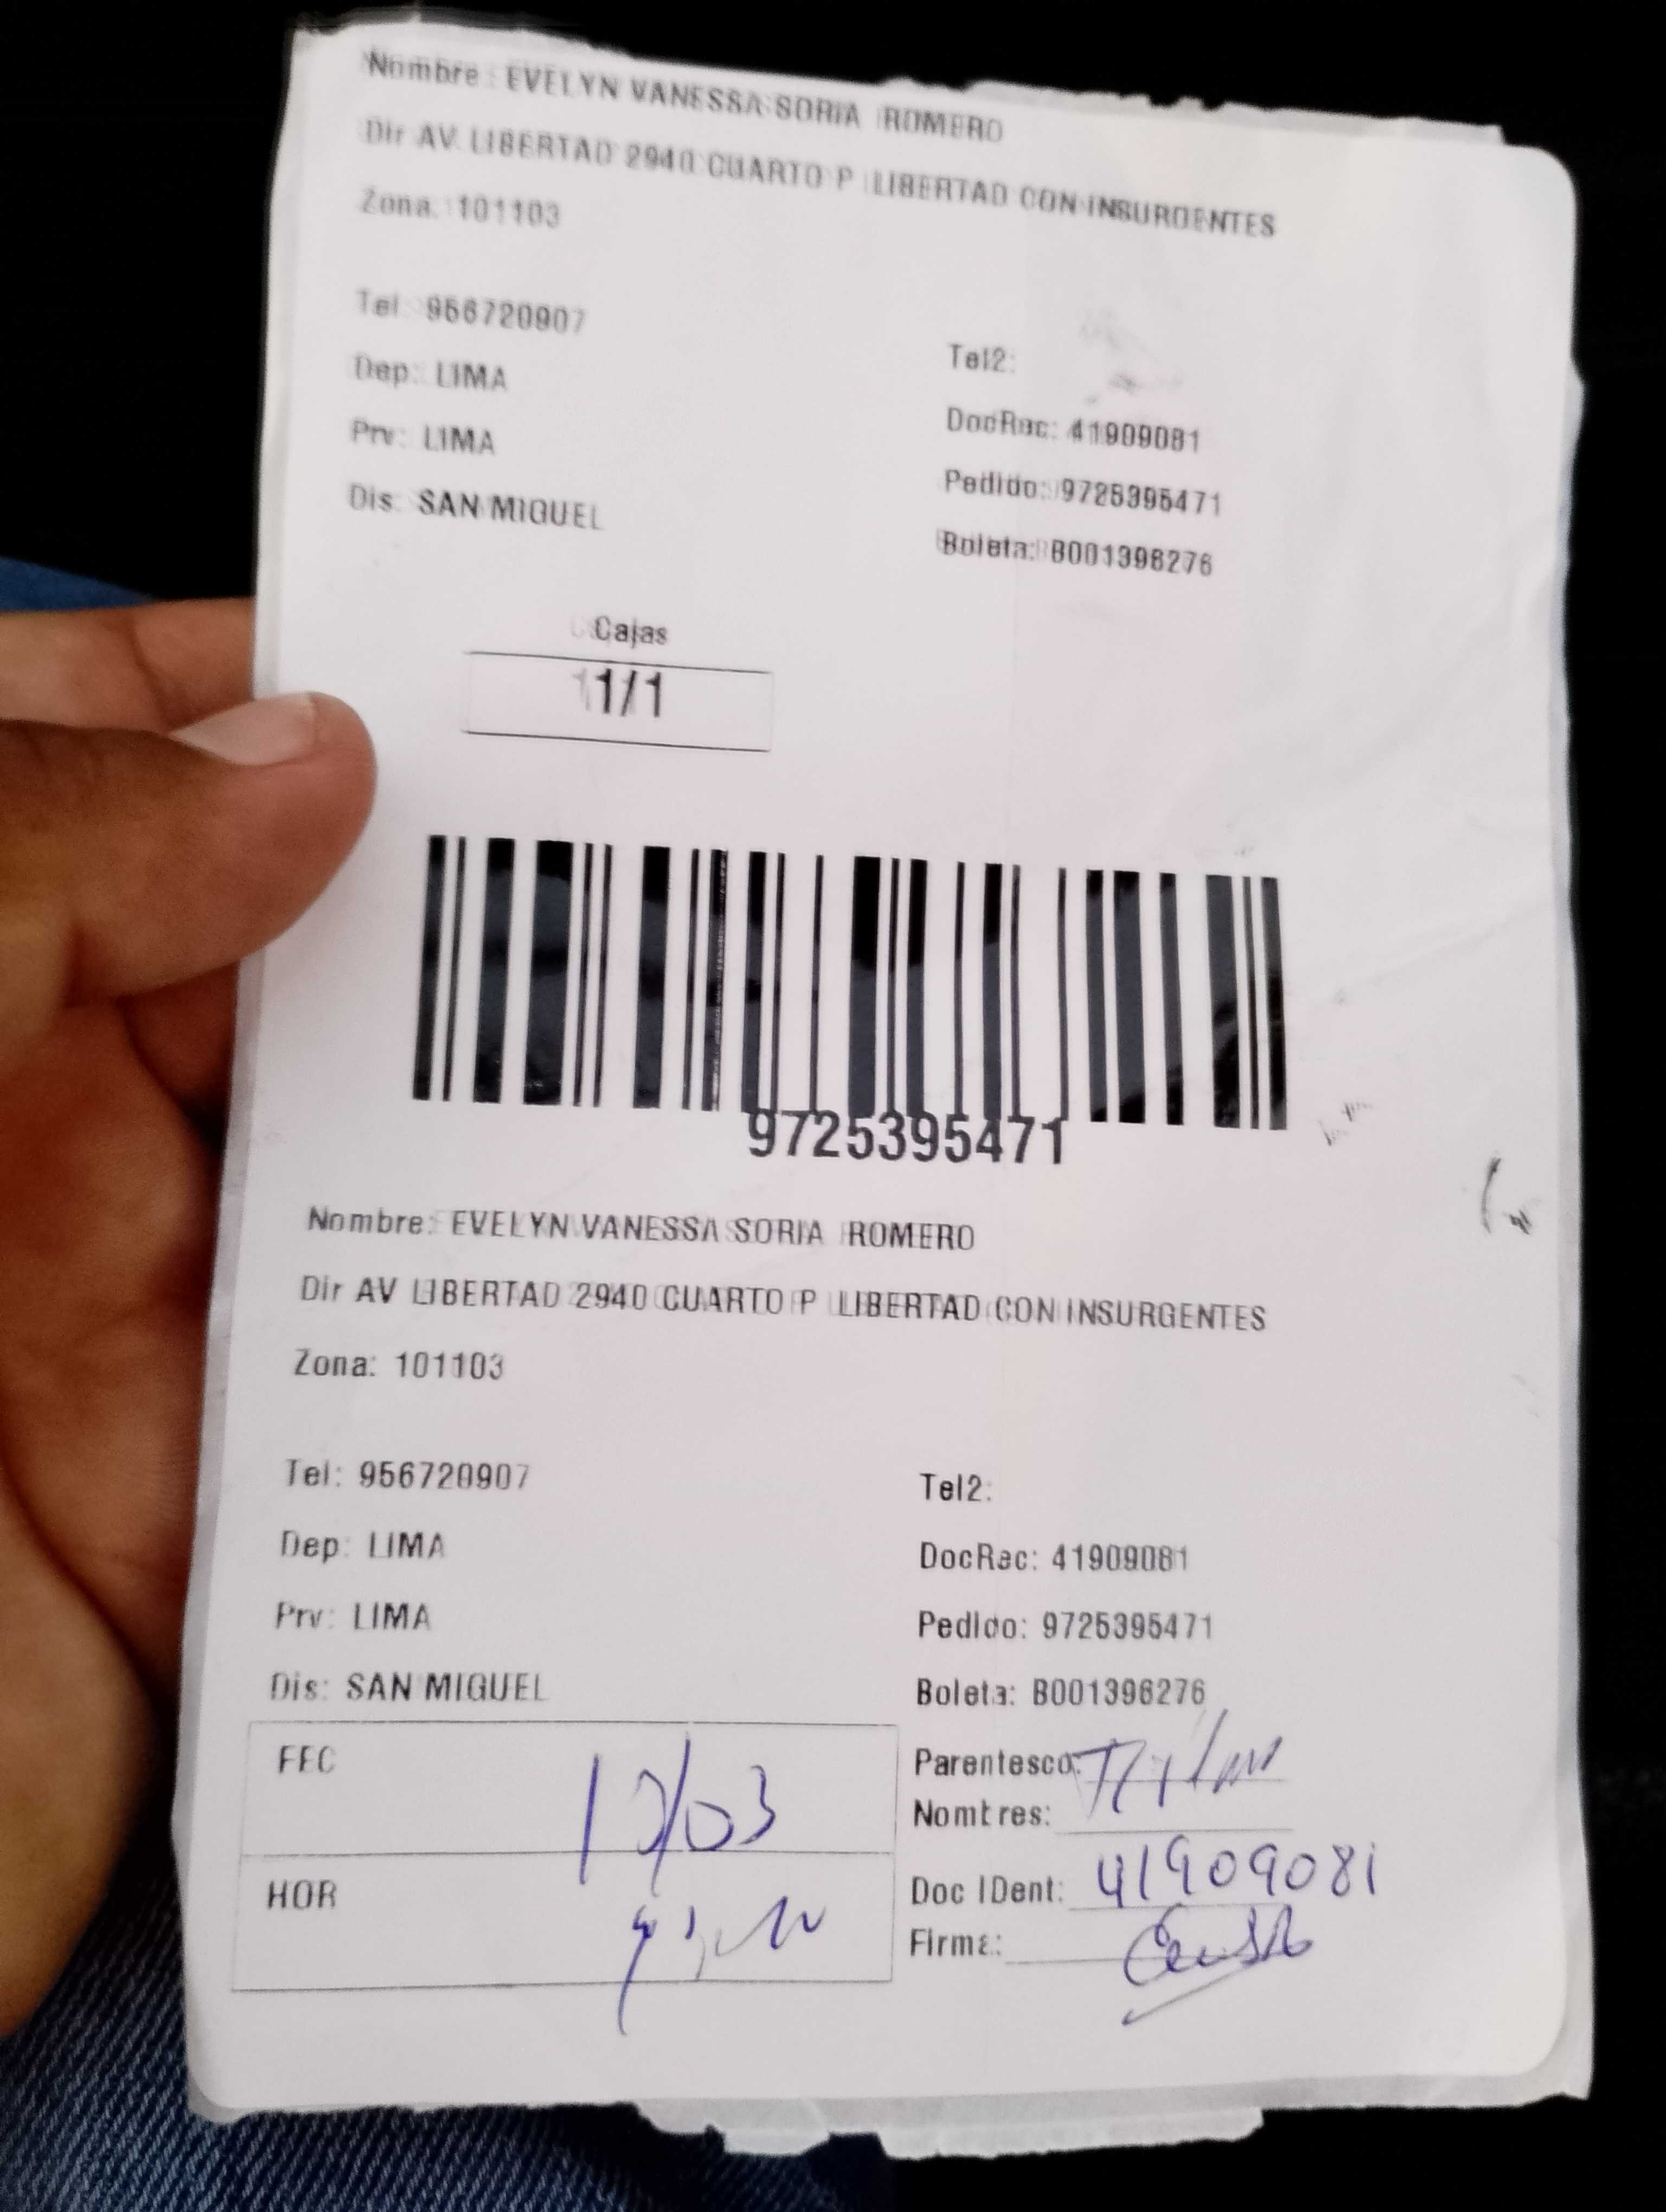 Nombre: EVELYN VANESSA SORIA ROMERO
Dir AV LIBERTAD 2940 CUARTO P LIBERTAD CON INSURGENTES
Zona: 101103
Tel: 956720907
Tel2:
Dep: LIMA
DocRec: 41909081
Prv: LIMA
Pedido: 9725395471
Dis: SAN MIGUEL
Boleta: B001396276
Cajas
1/1
9725395471
Nombre: EVELYN VANESSA SORIA ROMERO
Dir AV LIBERTAD 2940 CUARTO P LIBERTAD CON INSURGENTES
Zona: 101103
Tel: 956720907
Tel2:
Dep: LIMA
DocRec: 41909081
Prv: LIMA
Pedido: 9725395471
Dis: SAN MIGUEL
Boleta: B001396276
FEC
Parentesco:
Nombres:
HOR
Doc IDent: 41909081
Firma: